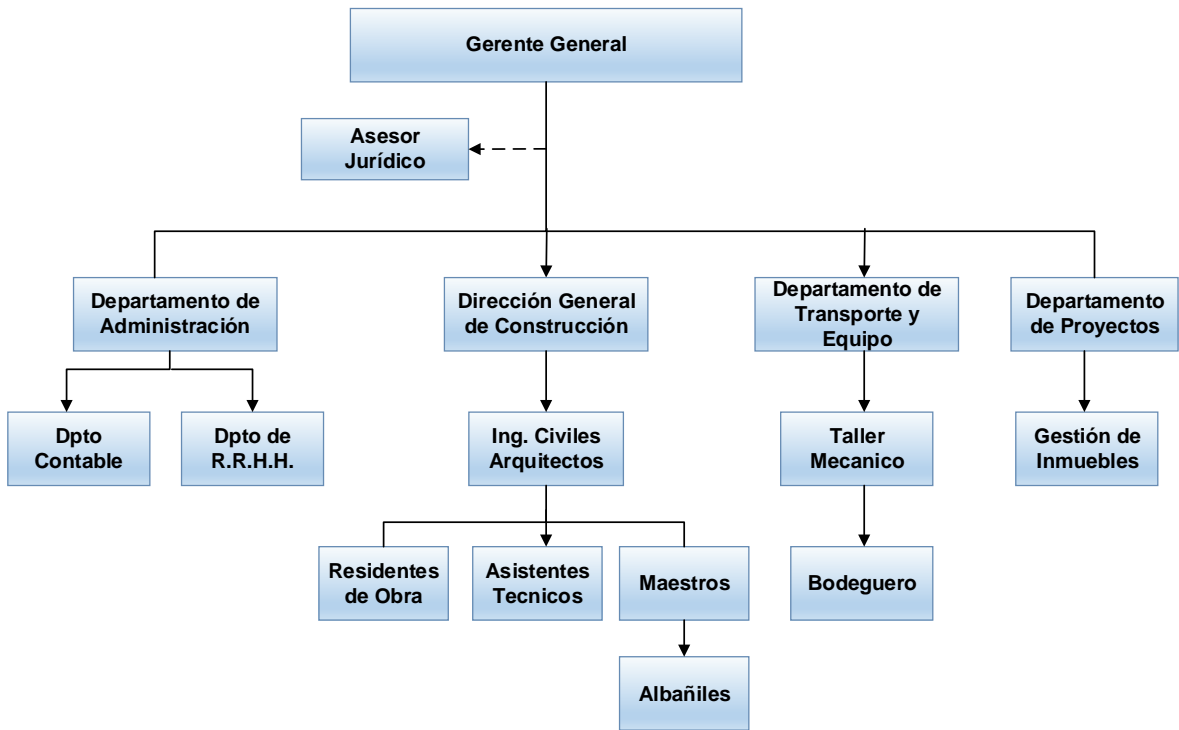 Gerente General
Asesor
Jurídico
Departamento de
Administración
Dirección General
de Construcción
Departamento de
Transporte y
Equipo
Departamento
de Proyectos
Dpto
Contable
Dpto de
R.R.H.H.
Ing. Civiles
Arquitectos
Taller
Mecanico
Gestión de
Inmuebles
Residentes
de Obra
Asistentes
Tecnicos
Maestros
Bodeguero
Albañiles